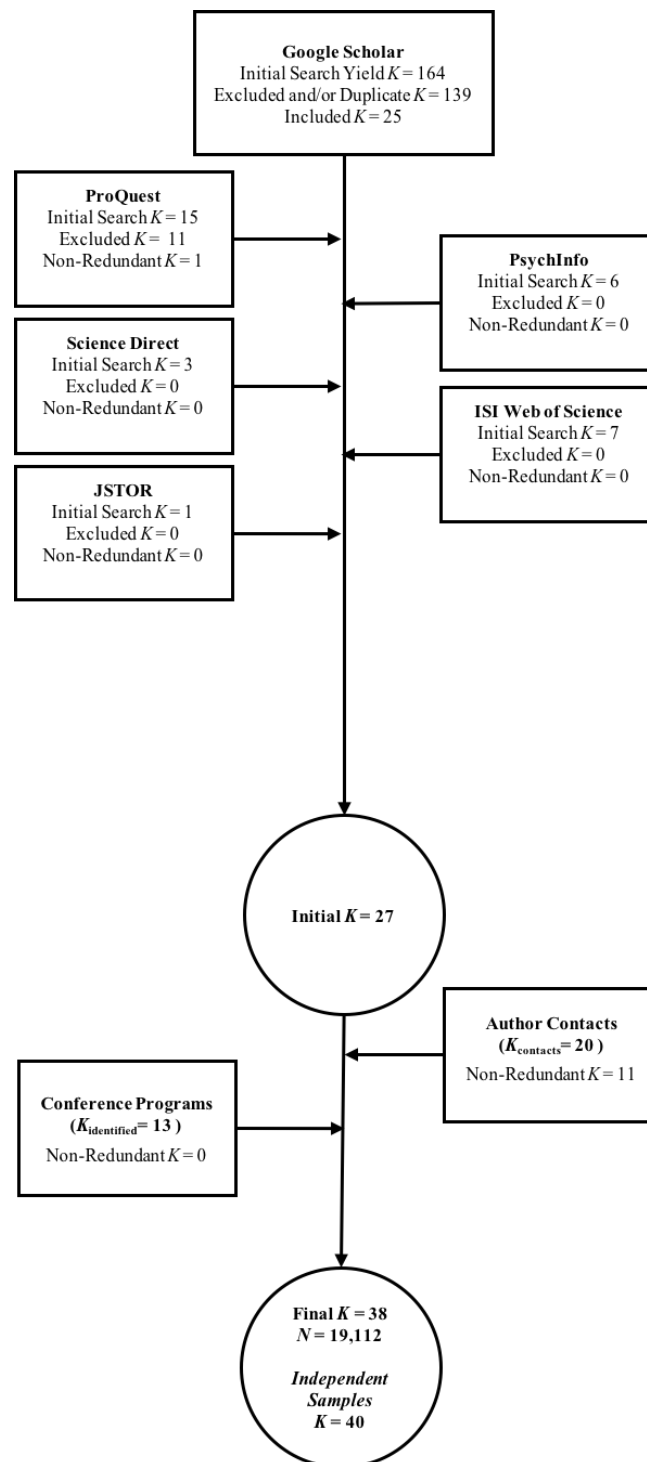 Google Scholar
Initial Search Yield K = 164
Excluded and/or Duplicate K = 139
Included K = 25
ProQuest
Initial Search K = 15
Excluded K = 11
Non-Redundant K = 1
PsychInfo
Initial Search K = 6
Excluded K = 0
Non-Redundant K = 0
Science Direct
Initial Search K = 3
Excluded K = 0
Non-Redundant K = 0
ISI Web of Science
Initial Search K = 7
Excluded K = 0
Non-Redundant K = 0
JSTOR
Initial Search K = 1
Excluded K = 0
Non-Redundant K = 0
Initial K = 27
Author Contacts
(Kcontacts= 20 )
Non-Redundant K = 11
Conference Programs
(Kidentified= 13 )
Non-Redundant K = 0
Final K = 38
N = 19,112
Independent
Samples
K = 40